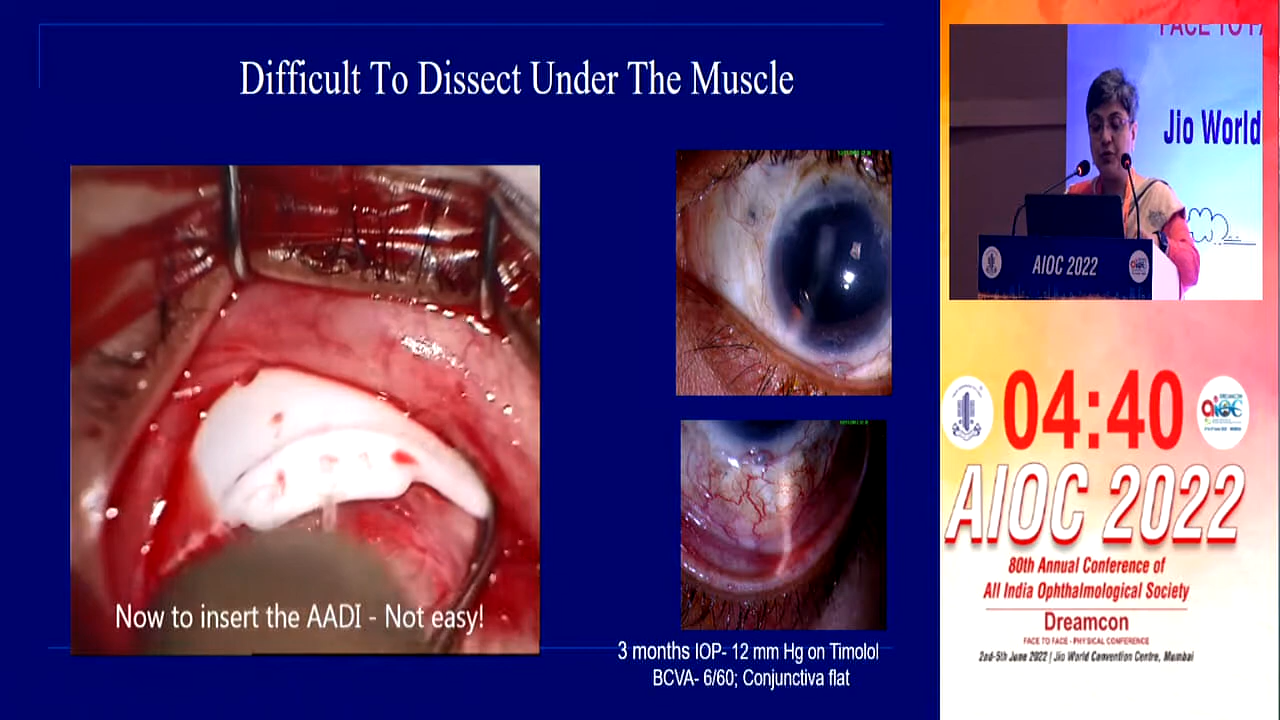 Difficult To Dissect Under The Muscle
Now to insert the AADI - Not easy!
3 months IOP- 12 mm Hg on Timolol
BCVA- 6/60; Conjunctiva flat
Jio World
AIOC 2022
04:40
AIOC 2022
80th Annual Conference of
All India Ophthalmological Society
Dreamcon
FACE TO FACE - PHYSICAL CONFERENCE
2nd-5th June 2022 | Jio World Convention Centre, Mumbai